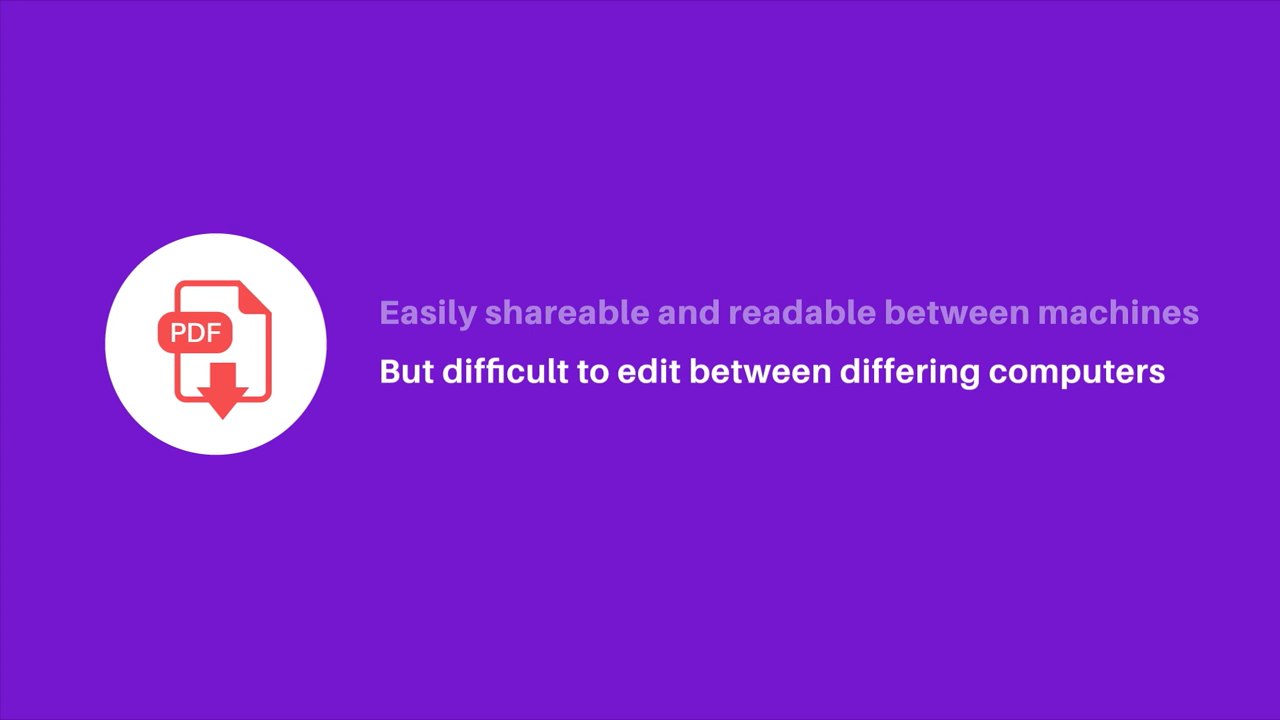 PDF
Easily shareable and readable between machines
But difficult to edit between differing computers